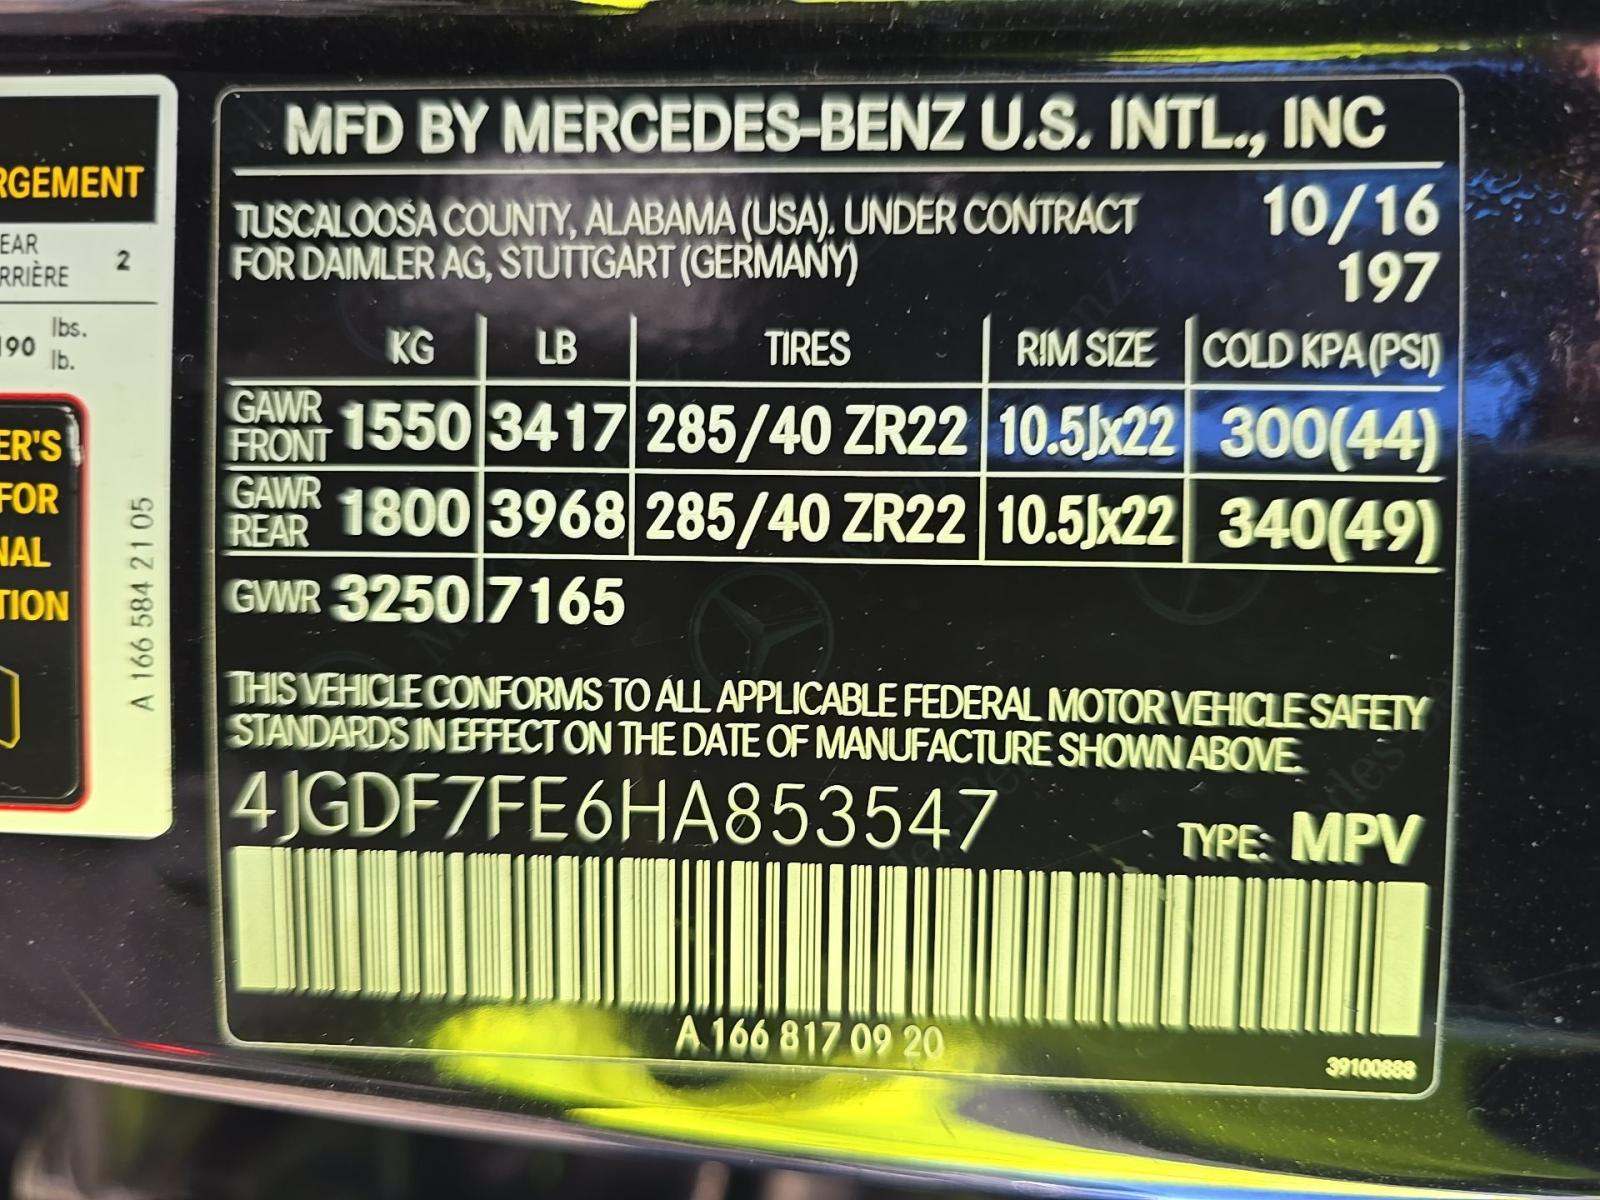 RGEMENT
EAR
RRIÈRE 2
190 lbs.
lb.
ER'S
FOR
NAL
TION
A 166 584 21 05
MFD BY MERCEDES-BENZ U.S. INTL., INC
TUSCALOOSA COUNTY, ALABAMA (USA). UNDER CONTRACT 10/16
FOR DAIMLER AG, STUTTGART (GERMANY) 197
KG LB TIRES RIM SIZE COLD KPA (PSI)
GAWR FRONT 1550 3417 285/40 ZR22 10.5Jx22 300(44)
GAWR REAR 1800 3968 285/40 ZR22 10.5Jx22 340(49)
GVWR 3250 7165
THIS VEHICLE CONFORMS TO ALL APPLICABLE FEDERAL MOTOR VEHICLE SAFETY
STANDARDS IN EFFECT ON THE DATE OF MANUFACTURE SHOWN ABOVE.
4JGDF7FE6HA853547 TYPE: MPV
A 166 817 09 20
39100888